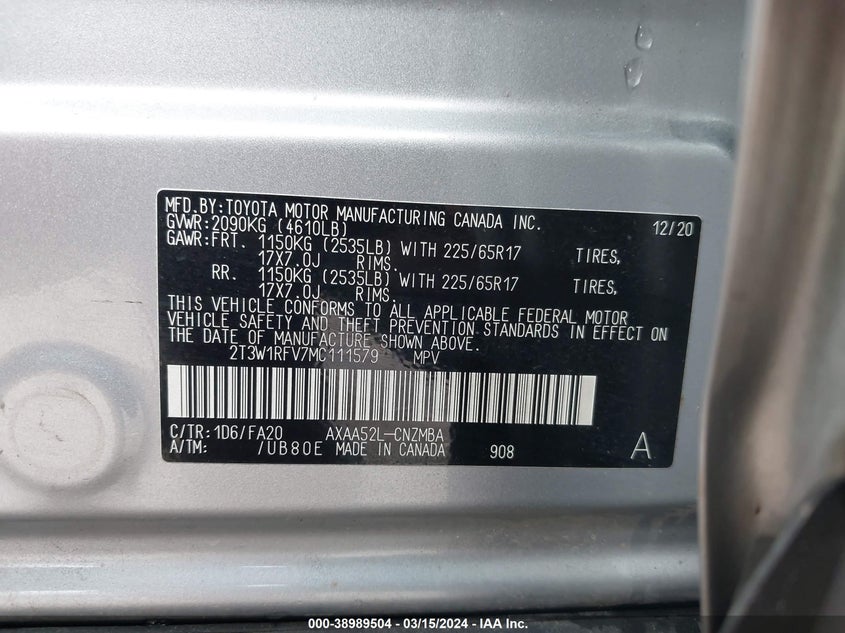 MFD.BY:TOYOTA MOTOR MANUFACTURING CANADA INC. 12/20
GVWR:2090KG (4610LB)
GAWR:FRT. 1150KG (2535LB) WITH 225/65R17 TIRES,
17X7.0J RIMS.
RR. 1150KG (2535LB) WITH 225/65R17 TIRES,
17X7.0J RIMS.
THIS VEHICLE CONFORMS TO ALL APPLICABLE FEDERAL MOTOR
VEHICLE SAFETY AND THEFT PREVENTION STANDARDS IN EFFECT ON
THE DATE OF MANUFACTURE SHOWN ABOVE.
2T3W1RFV7MC111579 MPV
C/TR:1D6/FA20 AXAA52L-CNZMBA
A/TM: /UB80E MADE IN CANADA 908 A
000-38989504 - 03/15/2024 - IAA Inc.